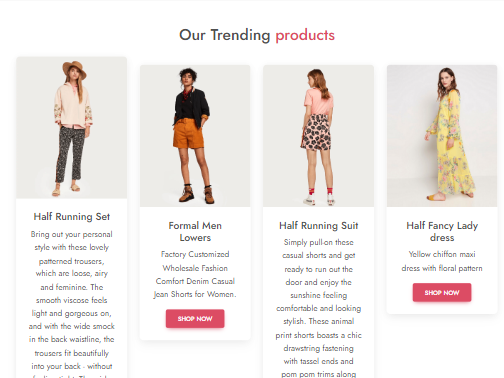 Our Trending products
Half Running Set
Bring out your personal
style with these lovely
patterned trousers,
which are loose, airy
and feminine. The
smooth viscose feels
light and gorgeous on,
and with the wide smock
in the back waistline, the
trousers fit beautifully
into your back - without
Formal Men
Lowers
Factory Customized
Wholesale Fashion
Comfort Denim Casual
Jean Shorts for Women.
SHOP NOW
Half Running Suit
Simply pull-on these
casual shorts and get
ready to run out the
door and enjoy the
sunshine feeling
comfortable and looking
stylish. These animal
print shorts boasts a chic
drawstring fastening
with tassel ends and
pom pom trims along
Half Fancy Lady
dress
Yellow chiffon maxi
dress with floral pattern
SHOP NOW